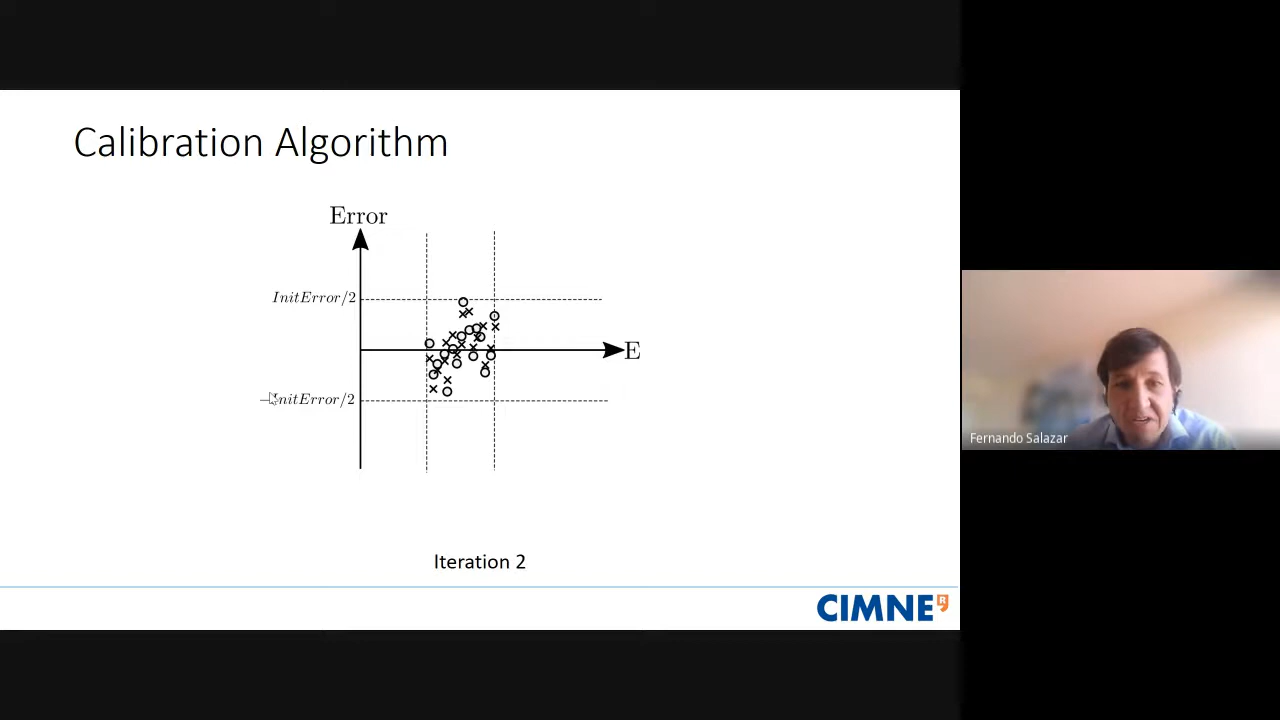 Calibration Algorithm
Error
InitError/2
E
−InitError/2
Iteration 2
CIMNE R
Fernando Salazar